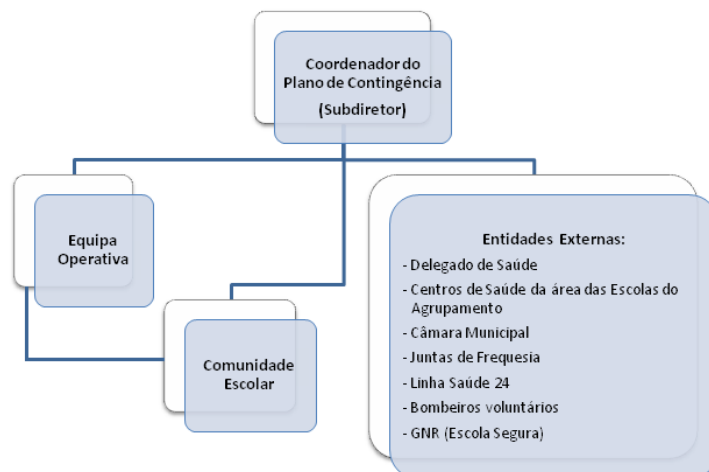 Coordenador do
Plano de Contingência
(Subdiretor)
Equipa
Operativa
Comunidade
Escolar
Entidades Externas:
- Delegado de Saúde
- Centros de Saúde da área das Escolas do
Agrupamento
- Câmara Municipal
- Juntas de Frequesia
- Linha Saúde 24
- Bombeiros voluntários
- GNR (Escola Segura)